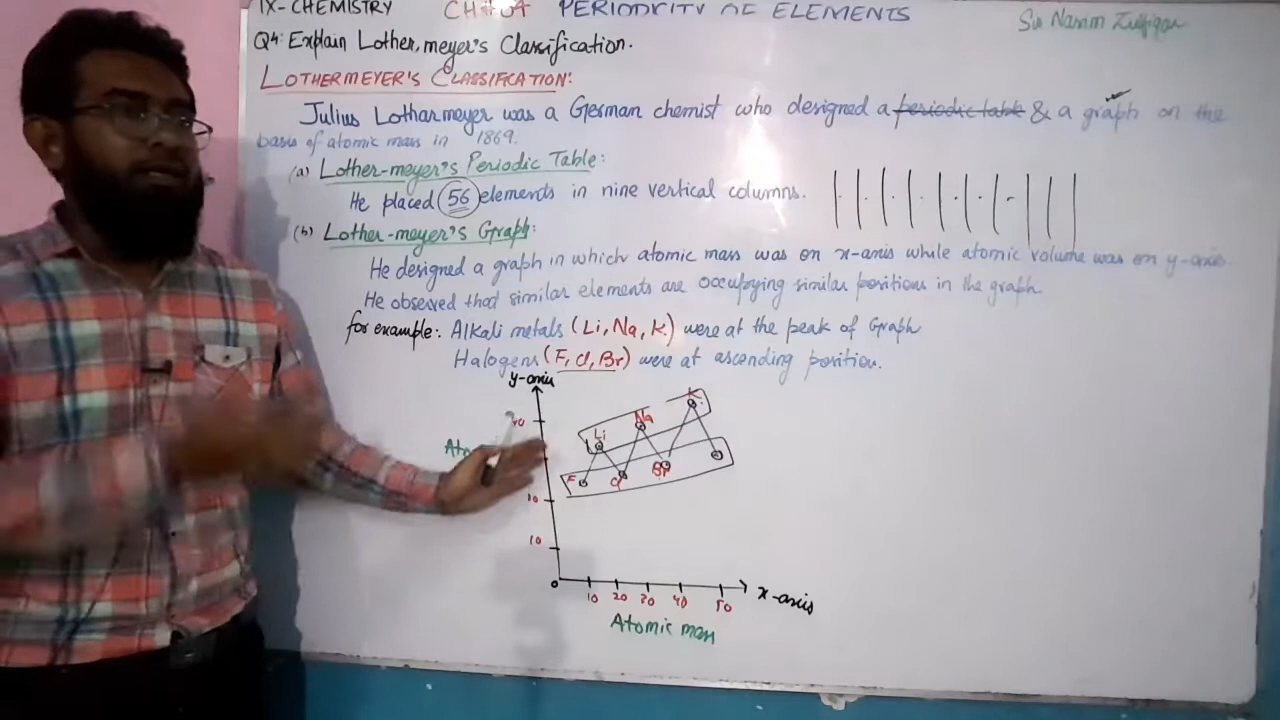 IX- CHEMISTRY CH # 04 PERIODICITY OF ELEMENTS
Sir Nasim Zulfiqar
Q4: Explain Lother, meyer's Classification.
LOTHERMEYER'S CLASSIFICATION:
Julius Lotharmeyer was a German chemist who designed a periodic table & a graph on the
basis of atomic mass in 1869.
(a) Lother-meyer's Periodic Table:
He placed 56 elements in nine vertical columns.
(b) Lother-meyer's Graph:
He designed a graph in which atomic mass was on x-axis while atomic volume was on y-axis.
He observed that similar elements are occupying similar positions in the graph.
for example: Alkali metals (Li, Na, K) were at the peak of Graph
Halogens (F, Cl, Br) were at ascending position.
y-axis
K
Na
Li
F Cl Br
10
0
10 20 30 40 50 x-axis
Atomic mass